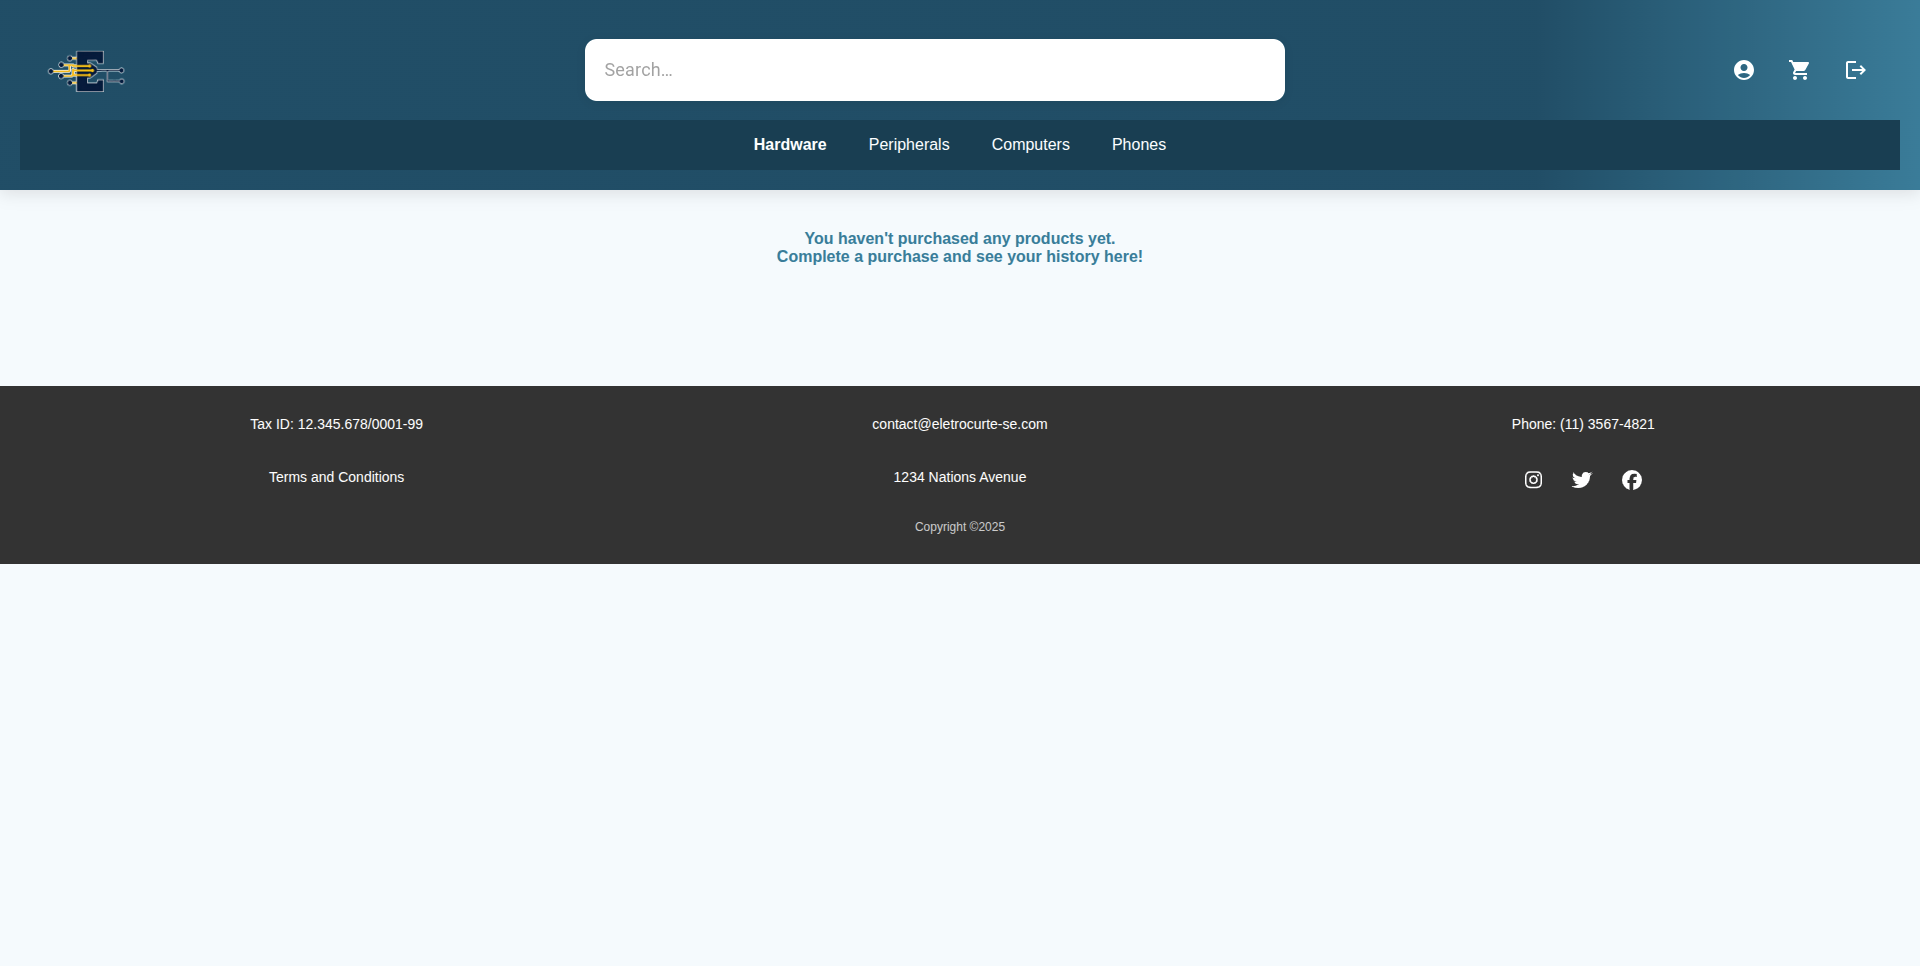 Search...
Hardware Peripherals Computers Phones
You haven't purchased any products yet.
Complete a purchase and see your history here!
Tax ID: 12.345.678/0001-99 contact@eletrocurte-se.com Phone: (11) 3567-4821
Terms and Conditions 1234 Nations Avenue
Copyright ©2025